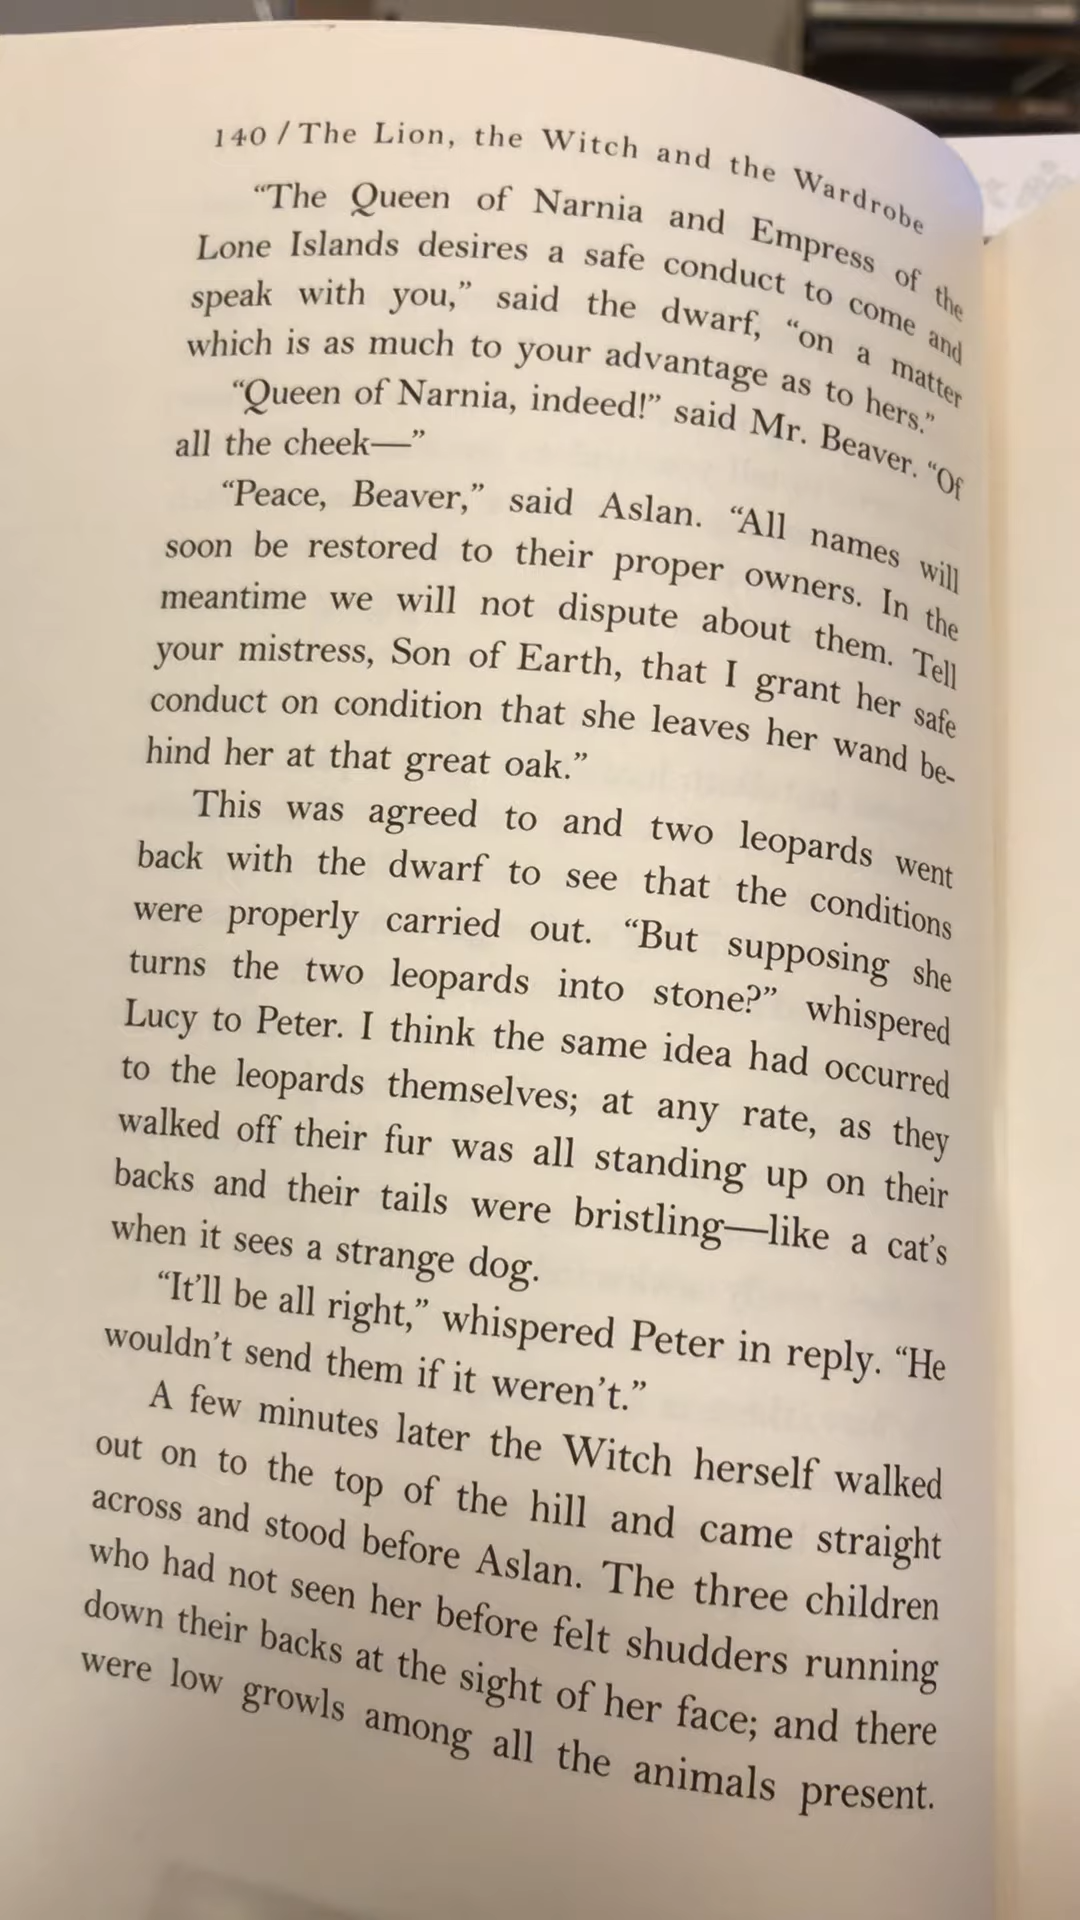 140 / The Lion, the Witch and the Wardrobe
“The Queen of Narnia and Empress of the
Lone Islands desires a safe conduct to come and
speak with you,” said the dwarf, “on a matter
which is as much to your advantage as to hers.”
“Queen of Narnia, indeed!” said Mr. Beaver. “Of
all the cheek—”
“Peace, Beaver,” said Aslan. “All names will
soon be restored to their proper owners. In the
meantime we will not dispute about them. Tell
your mistress, Son of Earth, that I grant her safe
conduct on condition that she leaves her wand be-
hind her at that great oak.”
This was agreed to and two leopards went
back with the dwarf to see that the conditions
were properly carried out. “But supposing she
turns the two leopards into stone?” whispered
Lucy to Peter. I think the same idea had occurred
to the leopards themselves; at any rate, as they
walked off their fur was all standing up on their
backs and their tails were bristling—like a cat’s
when it sees a strange dog.
“It’ll be all right,” whispered Peter in reply. “He
wouldn’t send them if it weren’t.”
A few minutes later the Witch herself walked
out on to the top of the hill and came straight
across and stood before Aslan. The three children
who had not seen her before felt shudders running
down their backs at the sight of her face; and there
were low growls among all the animals present.